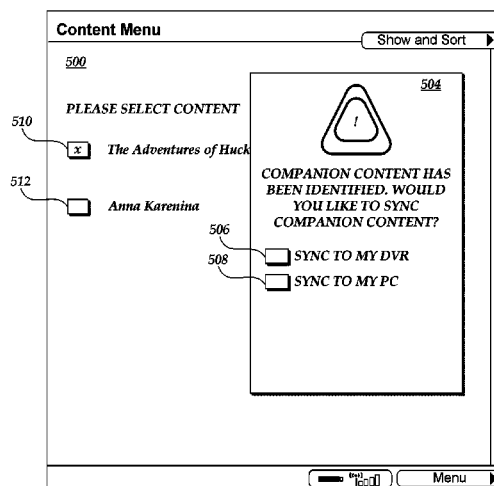 Content Menu
Show and Sort
500
504
!
PLEASE SELECT CONTENT
510
x The Adventures of Huck
512
Anna Karenina
COMPANION CONTENT HAS
BEEN IDENTIFIED. WOULD
YOU LIKE TO SYNC
COMPANION CONTENT?
506
SYNC TO MY DVR
508
SYNC TO MY PC
Menu